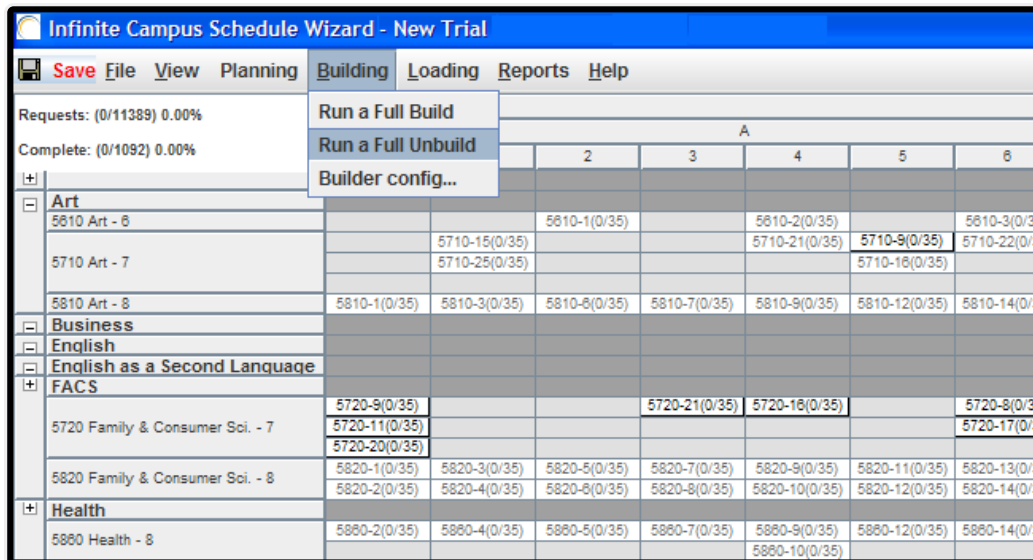 Infinite Campus Schedule Wizard - New Trial
Save File View Planning Building Loading Reports Help
Requests: (0/11389) 0.00%
Complete: (0/1092) 0.00%
Run a Full Build
Run a Full Unbuild
Builder config...
A
2 3 4 5 6
Art
5610 Art - 6 5610-1(0/35) 5610-2(0/35) 5610-3(0/3
5710 Art - 7
5710-15(0/35) 5710-21(0/35) 5710-9(0/35) 5710-22(0/
5710-25(0/35) 5710-16(0/35)
5810 Art - 8 5810-1(0/35) 5810-3(0/35) 5810-6(0/35) 5810-7(0/35) 5810-9(0/35) 5810-12(0/35) 5810-14(0/
Business
English
English as a Second Language
FACS
5720 Family & Consumer Sci. - 7
5720-9(0/35) 5720-21(0/35) 5720-16(0/35) 5720-8(0/3
5720-11(0/35) 5720-17(0/
5720-20(0/35)
5820 Family & Consumer Sci. - 8
5820-1(0/35) 5820-3(0/35) 5820-5(0/35) 5820-7(0/35) 5820-9(0/35) 5820-11(0/35) 5820-13(0/
5820-2(0/35) 5820-4(0/35) 5820-6(0/35) 5820-8(0/35) 5820-10(0/35) 5820-12(0/35) 5820-14(0/
Health
5860 Health - 8
5860-2(0/35) 5860-4(0/35) 5860-5(0/35) 5860-7(0/35) 5860-9(0/35) 5860-12(0/35) 5860-14(0/
5860-10(0/35)